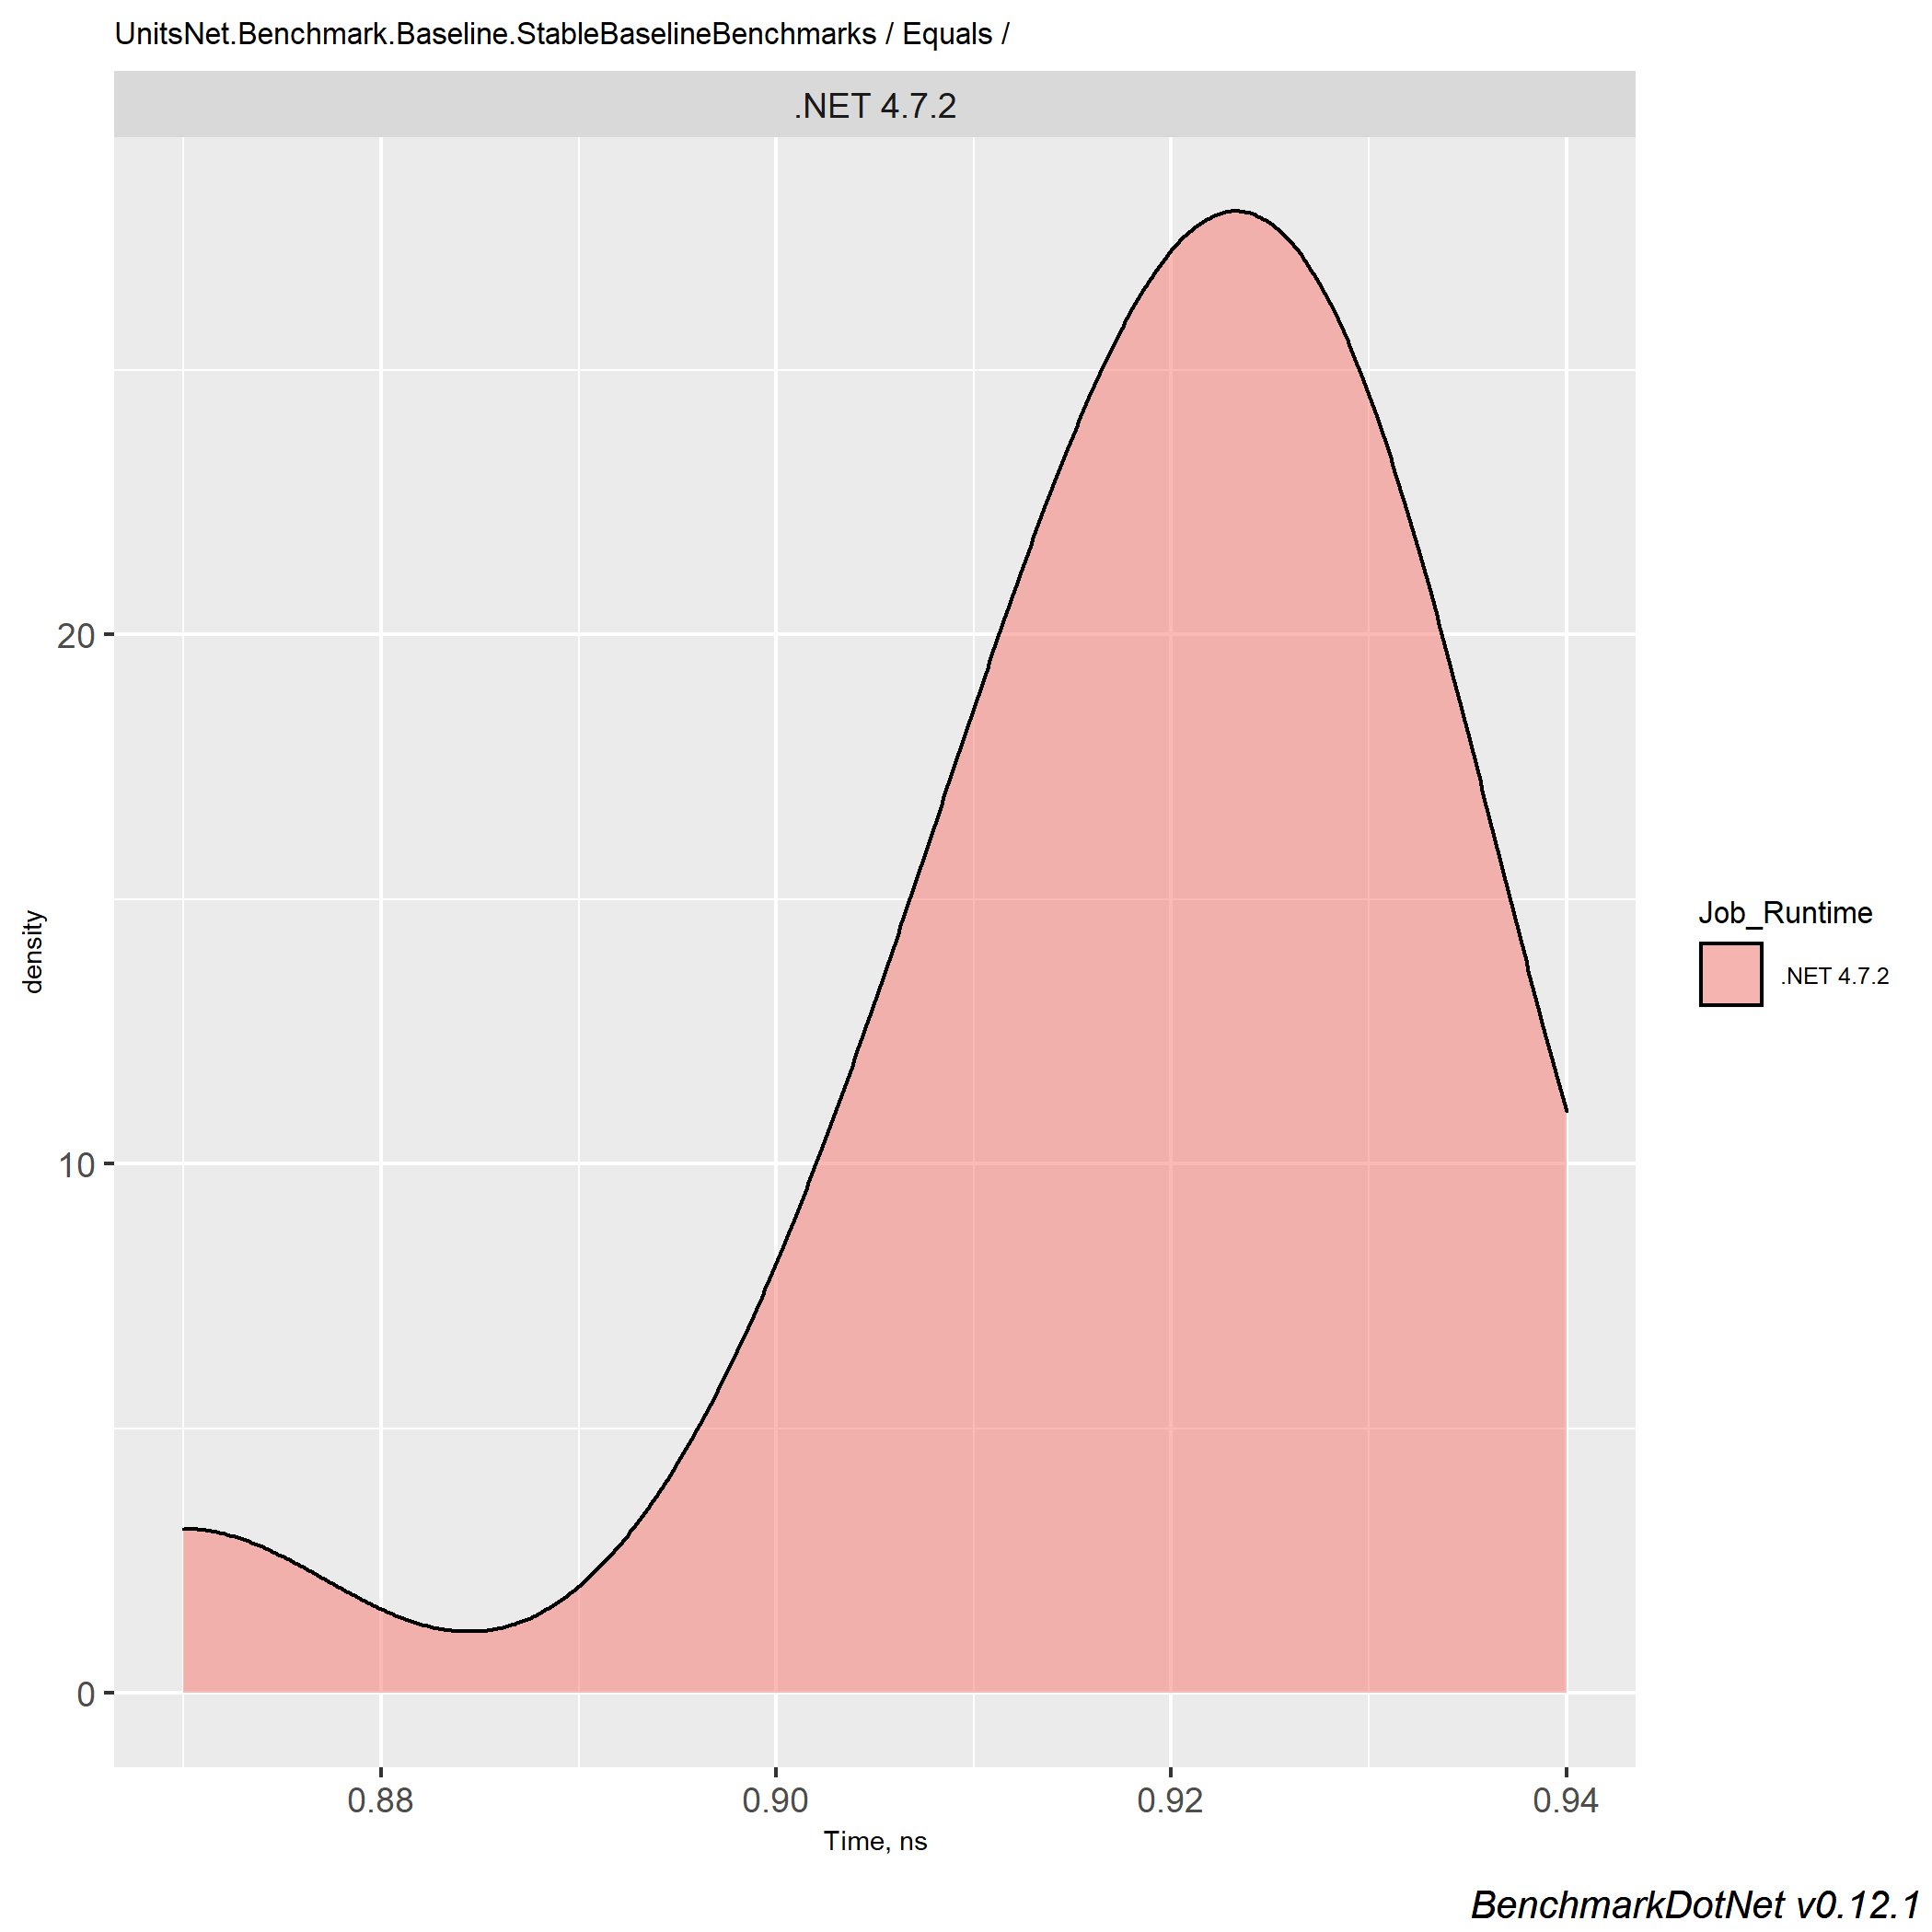 UnitsNet.Benchmark.Baseline.StableBaselineBenchmarks / Equals /
.NET 4.7.2
20
10
0
density
0.88 0.90 0.92 0.94
Time, ns
Job_Runtime
.NET 4.7.2
BenchmarkDotNet v0.12.1